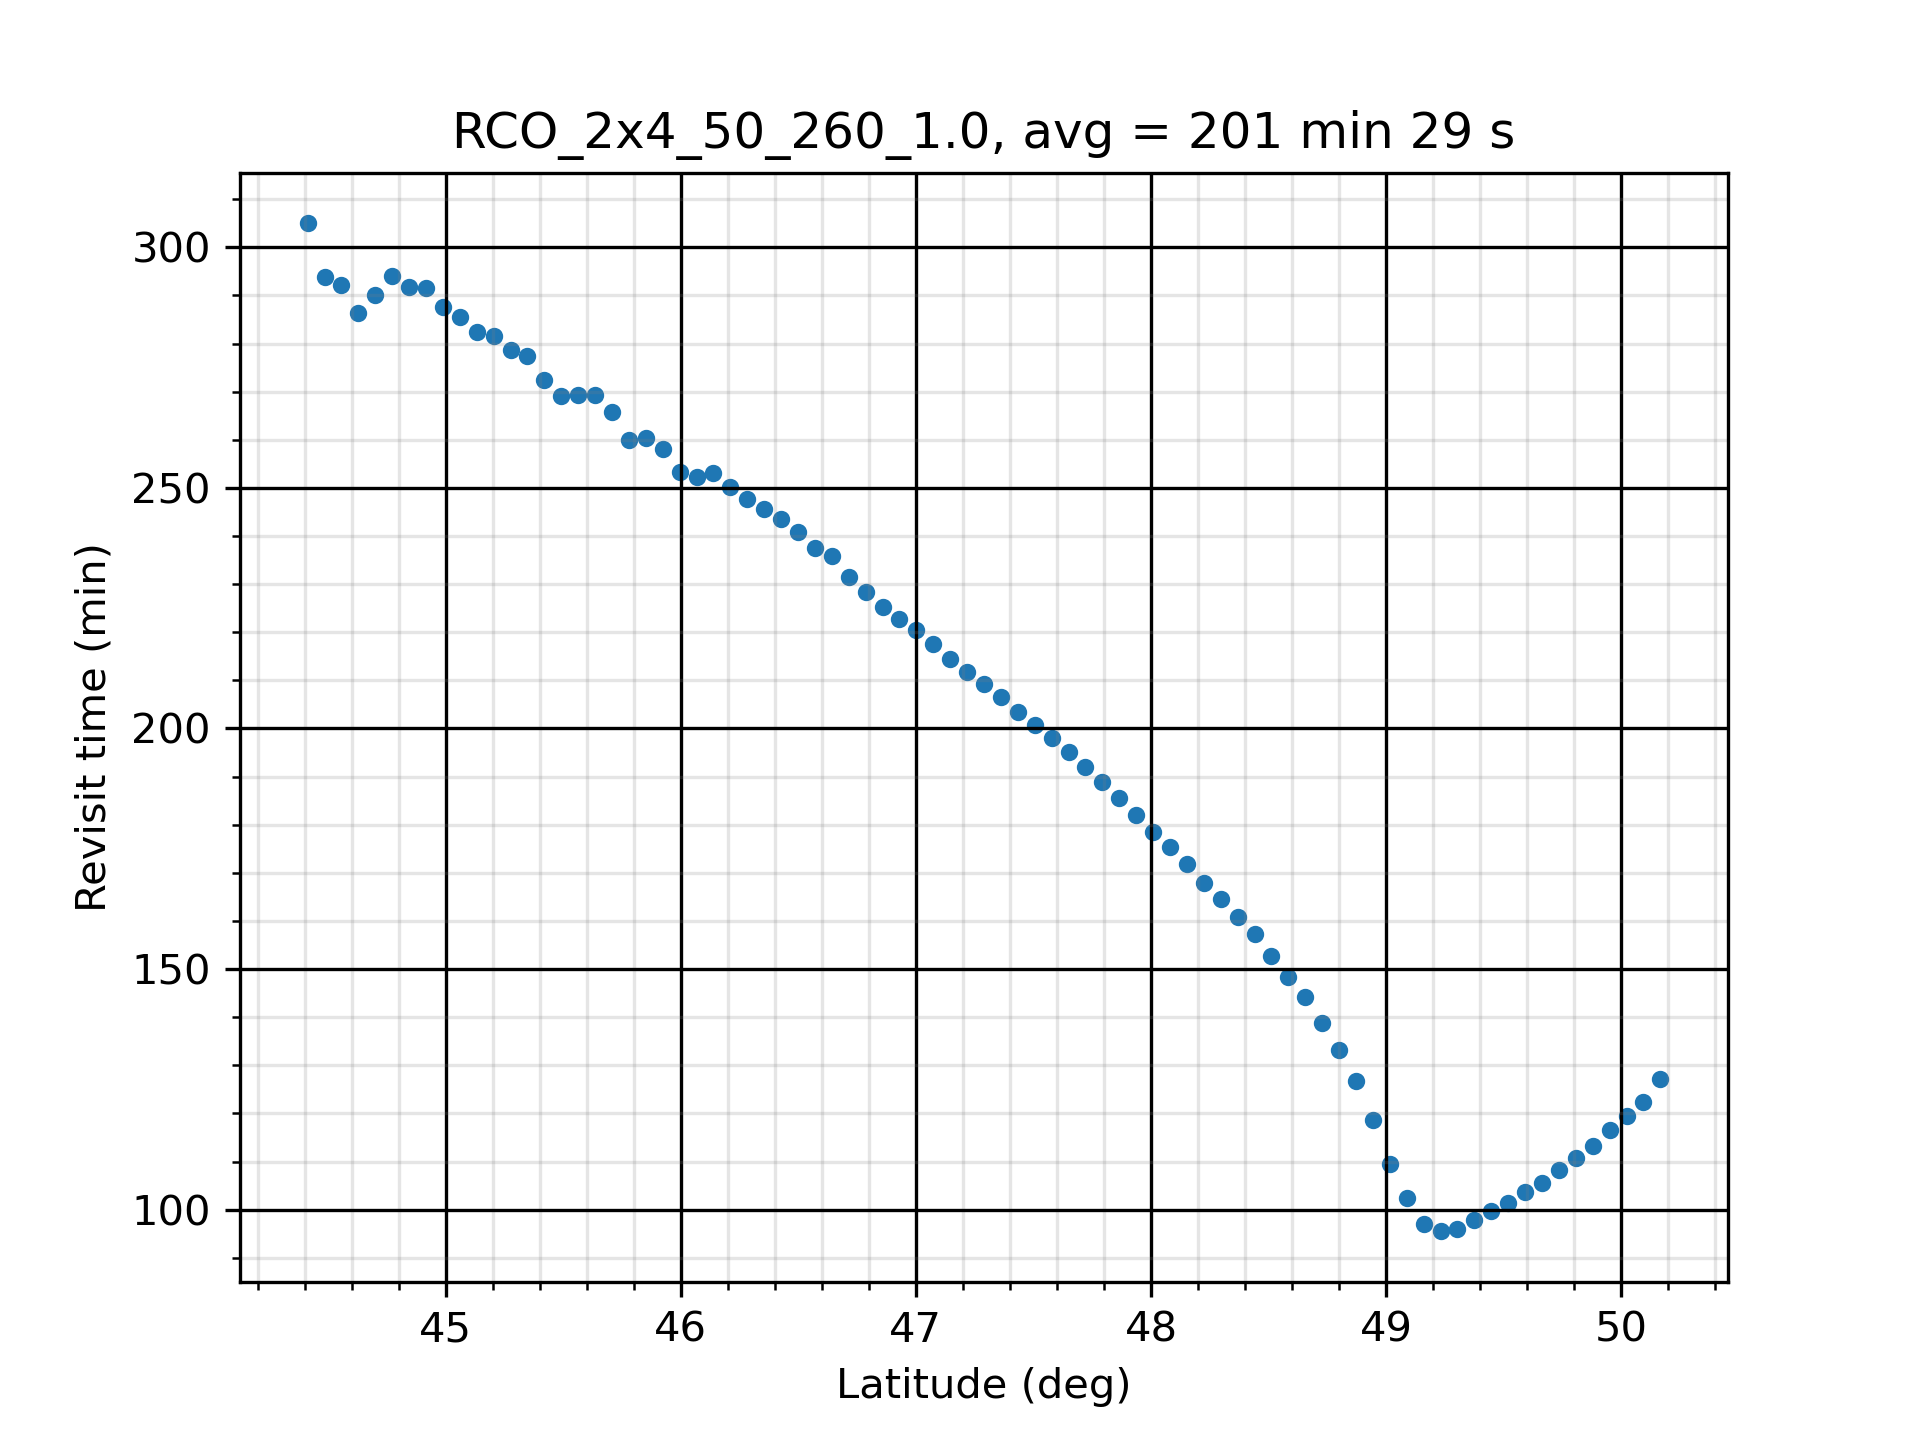 RCO_2x4_50_260_1.0, avg = 201 min 29 s
300
250
200
150
100
Revisit time (min)
45 46 47 48 49 50
Latitude (deg)